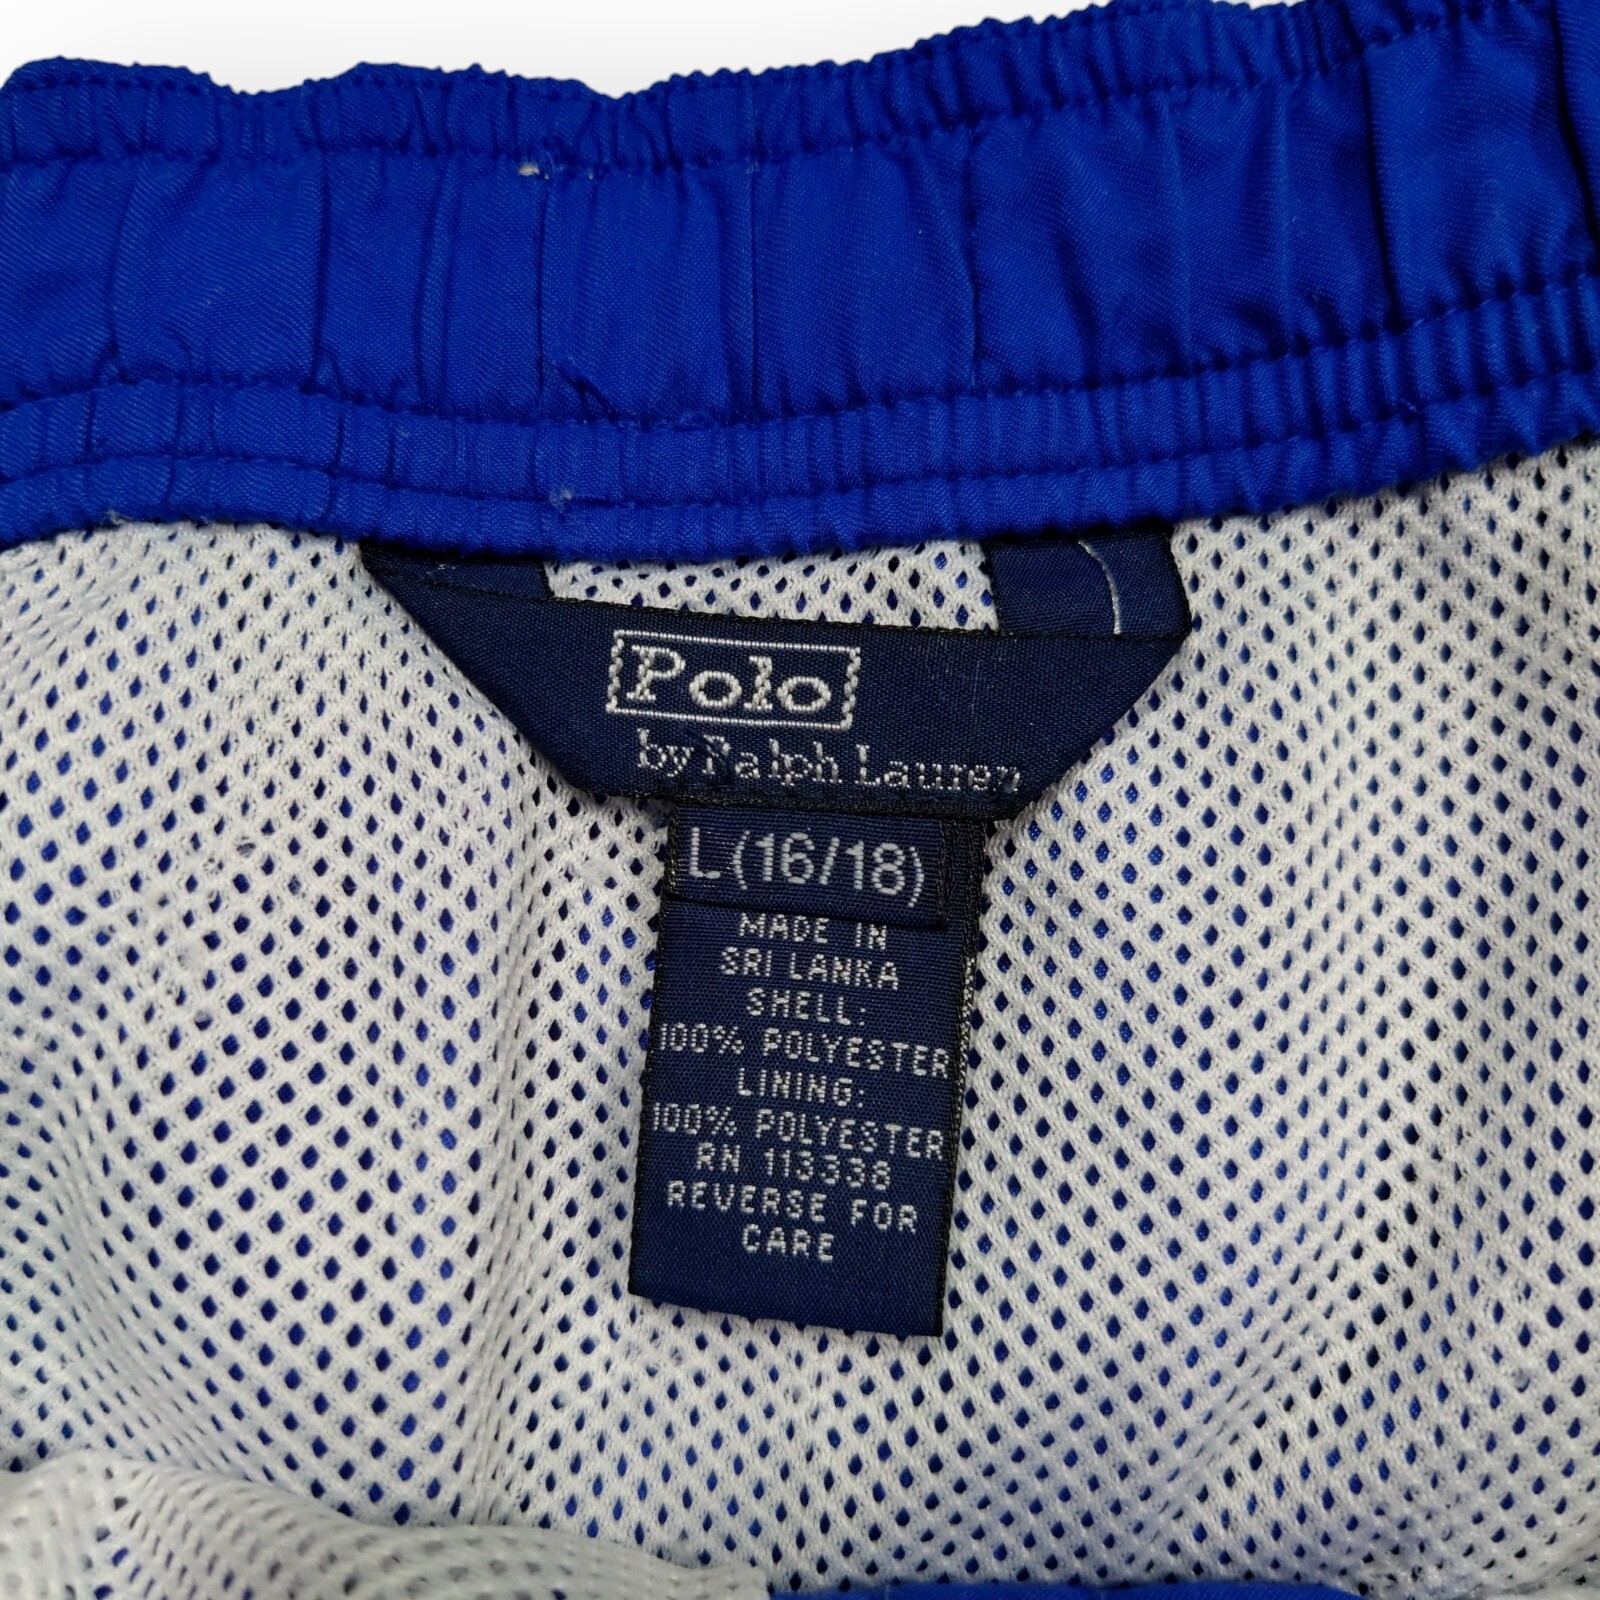 Polo
by Ralph Lauren
L (16/18)
MADE IN
SRI LANKA
SHELL:
100% POLYESTER
LINING:
100% POLYESTER
RN 113338
REVERSE FOR
CARE